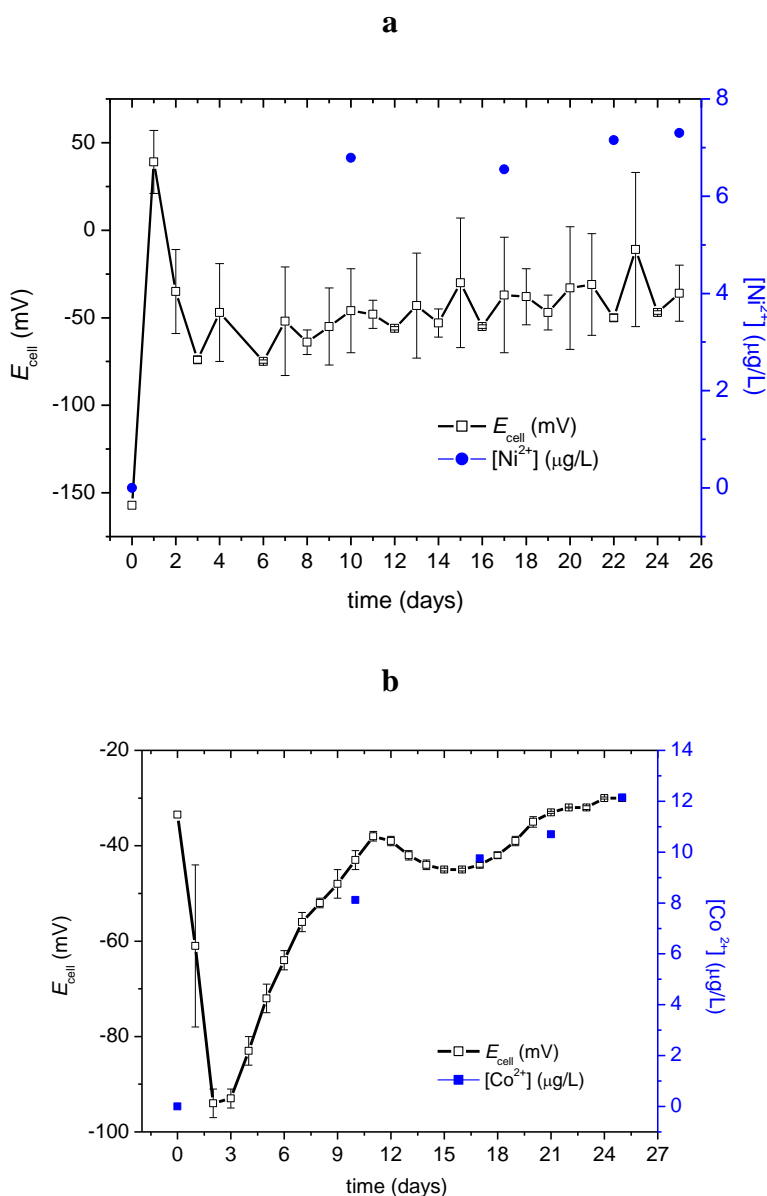 a
50
0
-50
-100
-150
E_cell (mV)
8
6
4
2
0
[Ni²⁺] (μg/L)
E_cell (mV)
[Ni²⁺] (μg/L)
0 2 4 6 8 10 12 14 16 18 20 22 24 26
time (days)
b
-20
-40
-60
-80
-100
E_cell (mV)
14
12
10
8
6
4
2
0
[Co²⁺] (μg/L)
E_cell (mV)
[Co²⁺] (μg/L)
0 3 6 9 12 15 18 21 24 27
time (days)